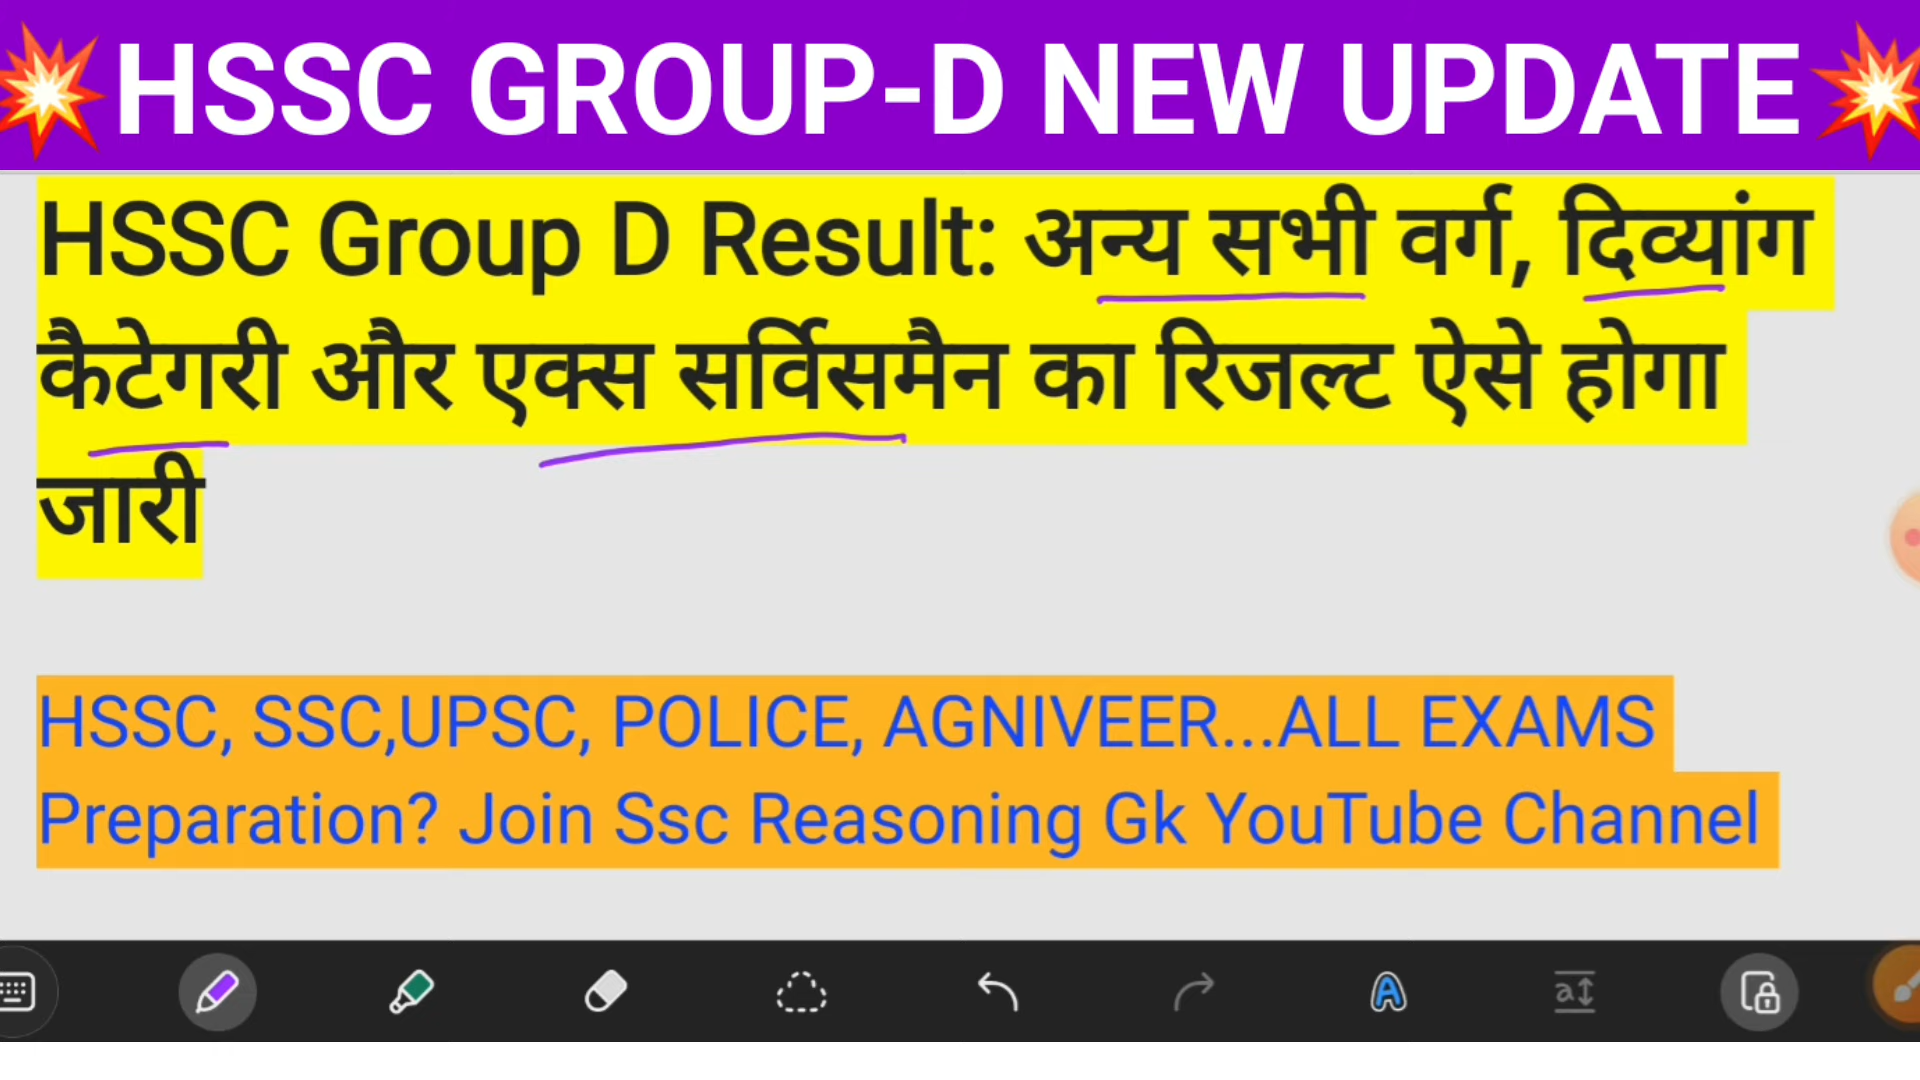 💥HSSC GROUP-D NEW UPDATE💥
HSSC Group D Result: अन्य सभी वर्ग, दिव्यांग
कैटेगरी और एक्स सर्विसमैन का रिजल्ट ऐसे होगा
जारी
HSSC, SSC,UPSC, POLICE, AGNIVEER...ALL EXAMS
Preparation? Join Ssc Reasoning Gk YouTube Channel
A
a